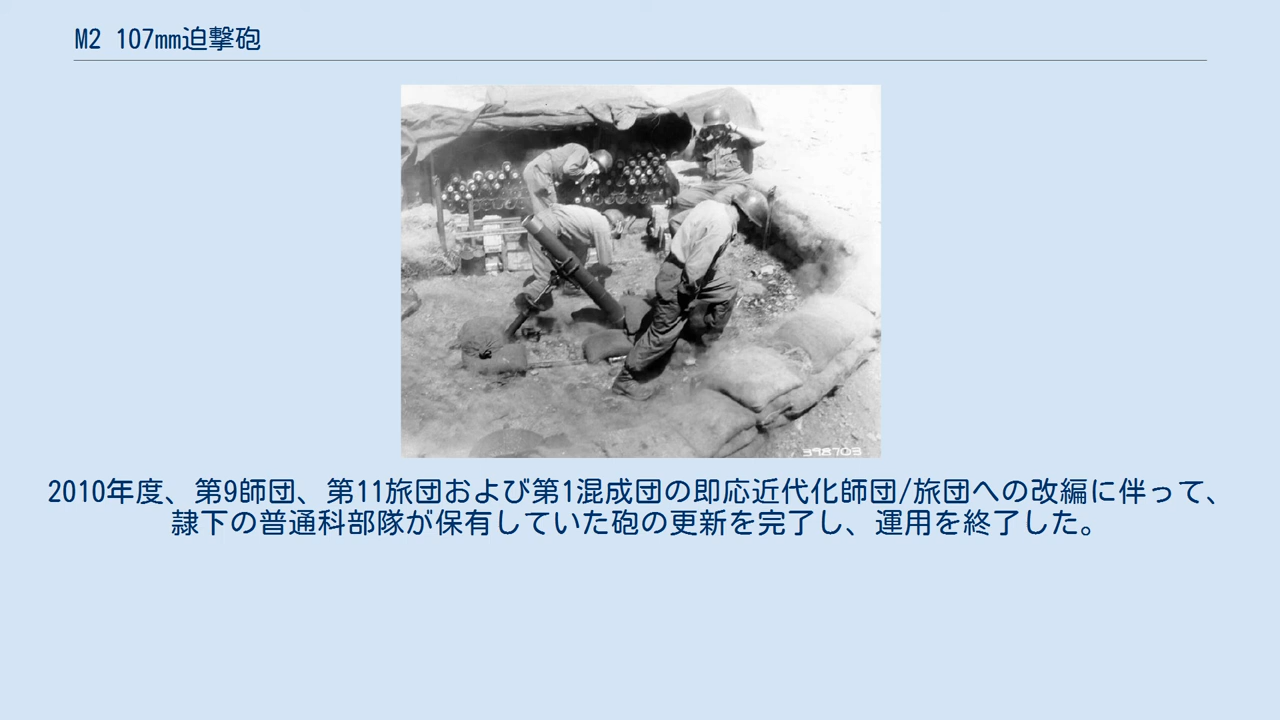 M2 107mm迫撃砲
398703
2010年度、第9師団、第11旅団および第1混成団の即応近代化師団/旅団への改編に伴って、
隷下の普通科部隊が保有していた砲の更新を完了し、運用を終了した。